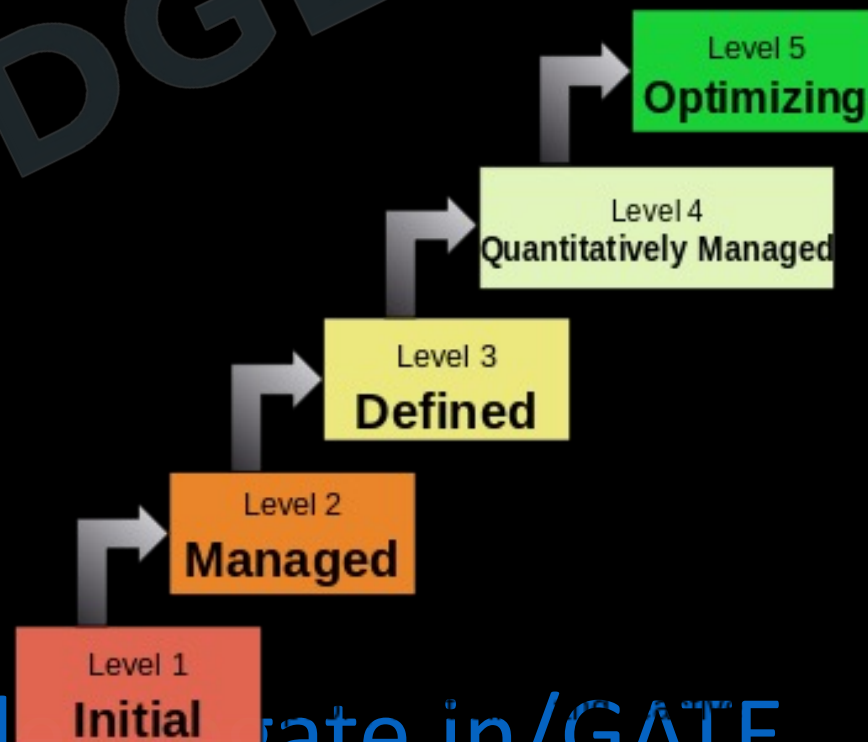 Level 5
Optimizing
Level 4
Quantitatively Managed
Level 3
Defined
Level 2
Managed
Level 1
Initial